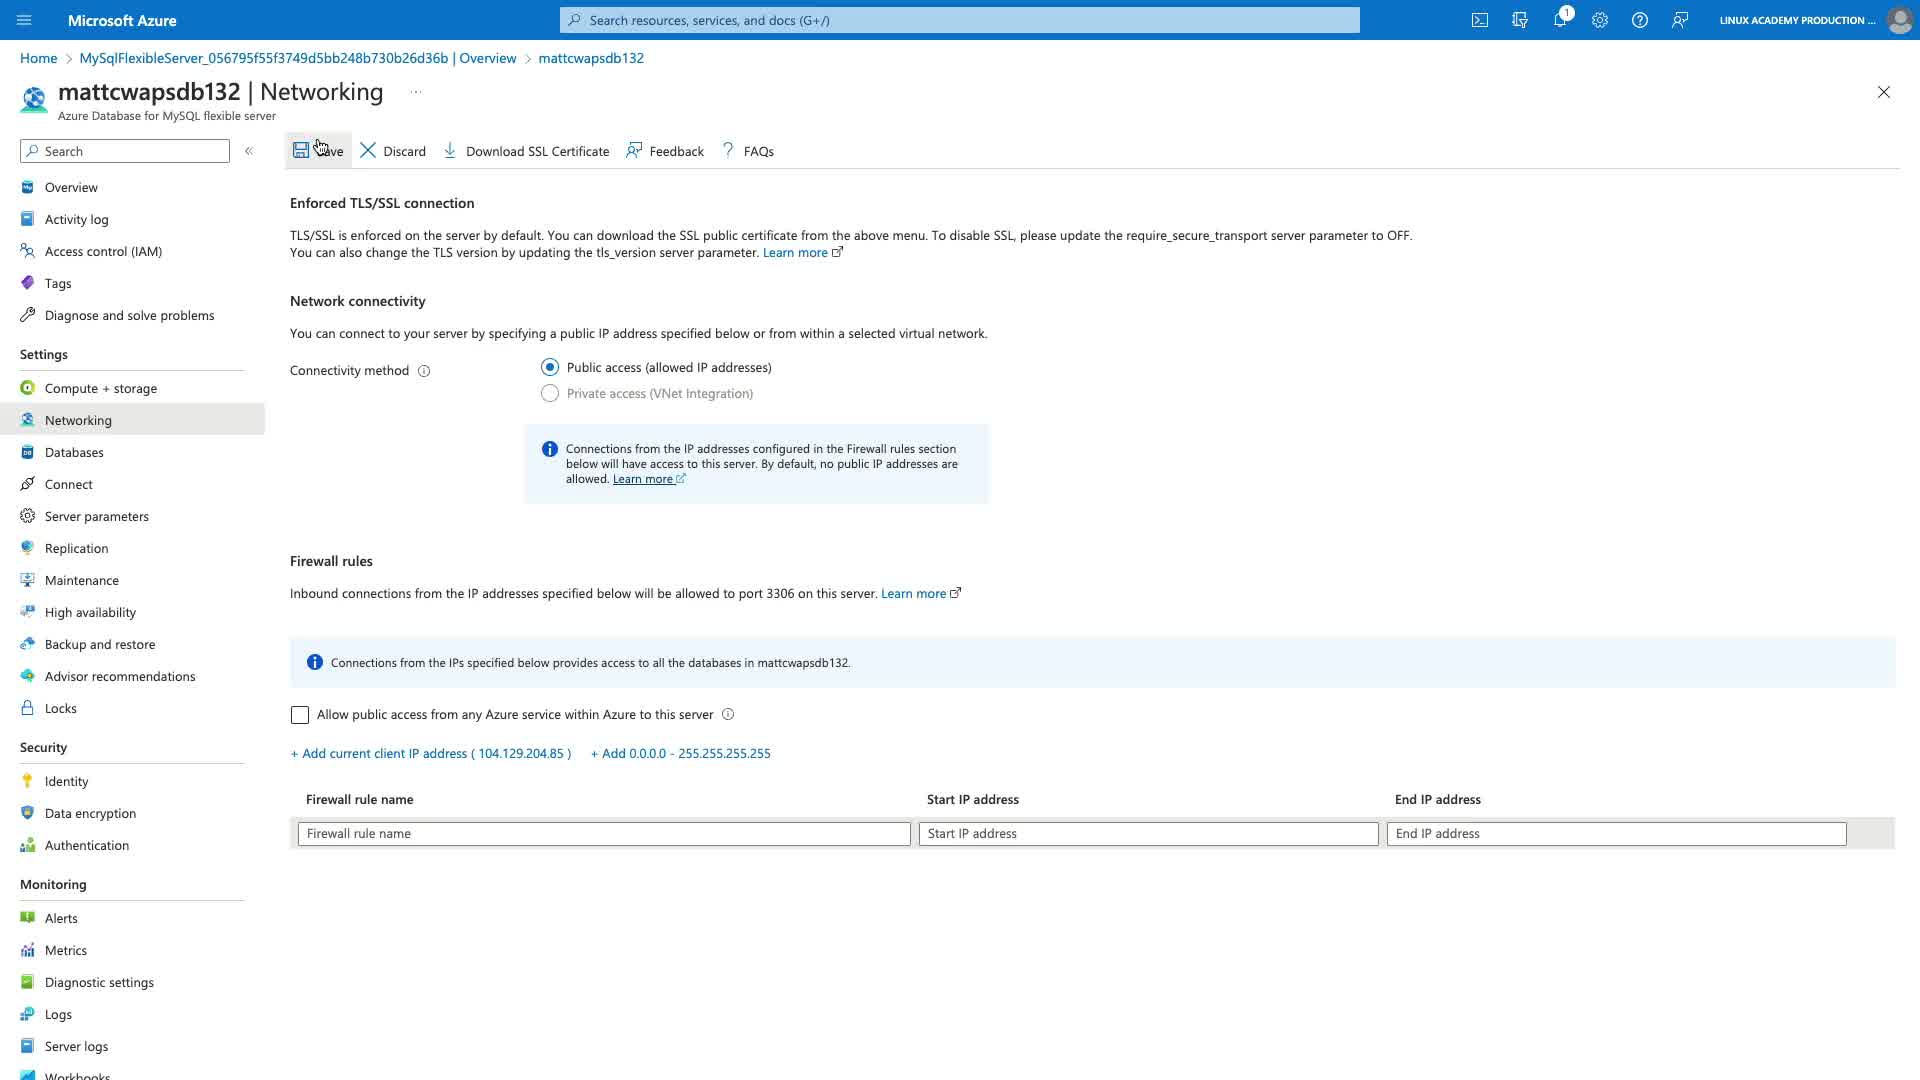 Microsoft Azure
Search resources, services, and docs (G+/)
1
LINUX ACADEMY PRODUCTION ...
Home > MySqlFlexibleServer_056795f55f3749d5bb248b730b26d36b | Overview > mattcwapsdb132
mattcwapsdb132 | Networking ...
Azure Database for MySQL flexible server
Search
«
Overview
Activity log
Access control (IAM)
Tags
Diagnose and solve problems
Settings
Compute + storage
Networking
Databases
Connect
Server parameters
Replication
Maintenance
High availability
Backup and restore
Advisor recommendations
Locks
Security
Identity
Data encryption
Authentication
Monitoring
Alerts
Metrics
Diagnostic settings
Logs
Server logs
Workbooks
Save Discard Download SSL Certificate Feedback FAQs
Enforced TLS/SSL connection
TLS/SSL is enforced on the server by default. You can download the SSL public certificate from the above menu. To disable SSL, please update the require_secure_transport server parameter to OFF.
You can also change the TLS version by updating the tls_version server parameter. Learn more
Network connectivity
You can connect to your server by specifying a public IP address specified below or from within a selected virtual network.
Connectivity method
Public access (allowed IP addresses)
Private access (VNet Integration)
Connections from the IP addresses configured in the Firewall rules section
below will have access to this server. By default, no public IP addresses are
allowed. Learn more
Firewall rules
Inbound connections from the IP addresses specified below will be allowed to port 3306 on this server. Learn more
Connections from the IPs specified below provides access to all the databases in mattcwapsdb132.
Allow public access from any Azure service within Azure to this server
+ Add current client IP address ( 104.129.204.85 ) + Add 0.0.0.0 - 255.255.255.255
Firewall rule name Start IP address End IP address
Firewall rule name Start IP address End IP address